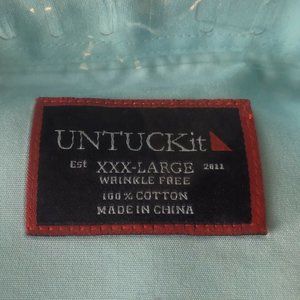 UNTUCKit
Est XXX-LARGE 2011
WRINKLE FREE
100% COTTON
MADE IN CHINA